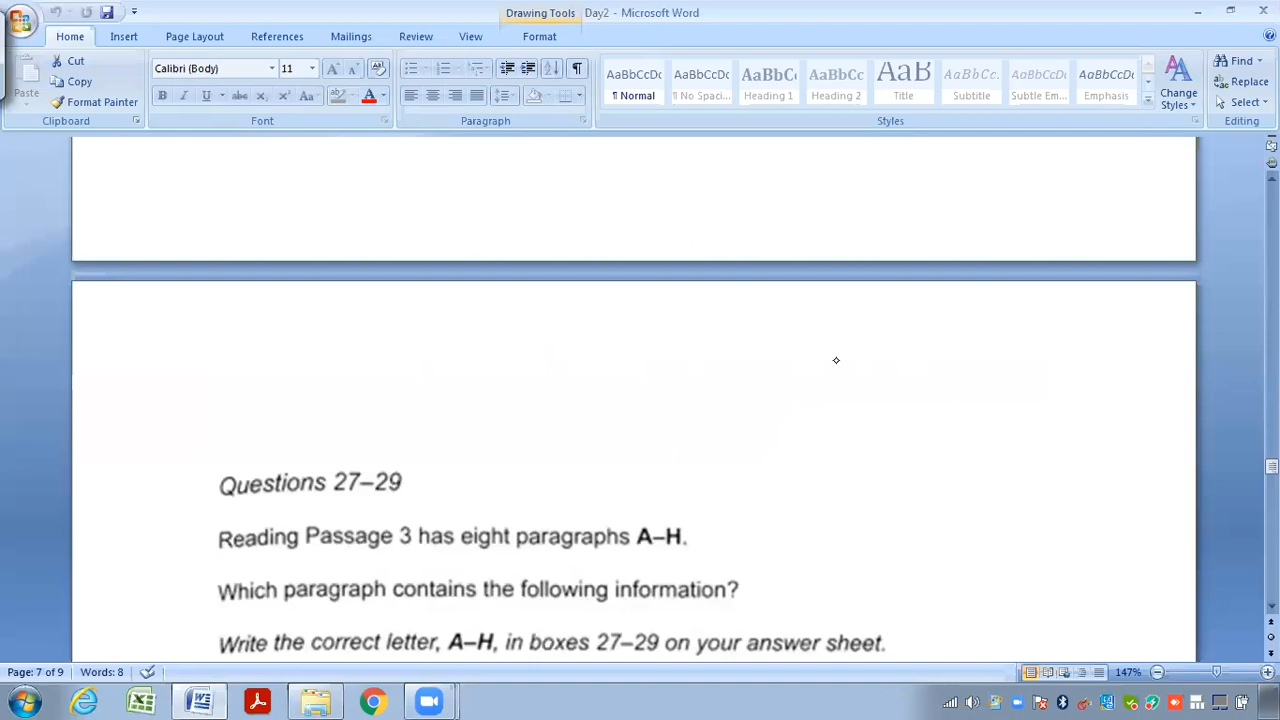 Drawing Tools Day2 - Microsoft Word
Home Insert Page Layout References Mailings Review View Format
Paste
Cut
Copy
Format Painter
Clipboard
Calibri (Body) 11
Font
Paragraph
AaBbCcDc AaBbCcDc AaBbCc AaBbCc AaB AaBbCc. AaBbCcDc AaBbCcDc
¶ Normal ¶ No Spaci... Heading 1 Heading 2 Title Subtitle Subtle Em... Emphasis
Change Styles
Styles
Find
Replace
Select
Editing
Questions 27–29
Reading Passage 3 has eight paragraphs A–H.
Which paragraph contains the following information?
Write the correct letter, A–H, in boxes 27–29 on your answer sheet.
Page: 7 of 9 Words: 8 147%